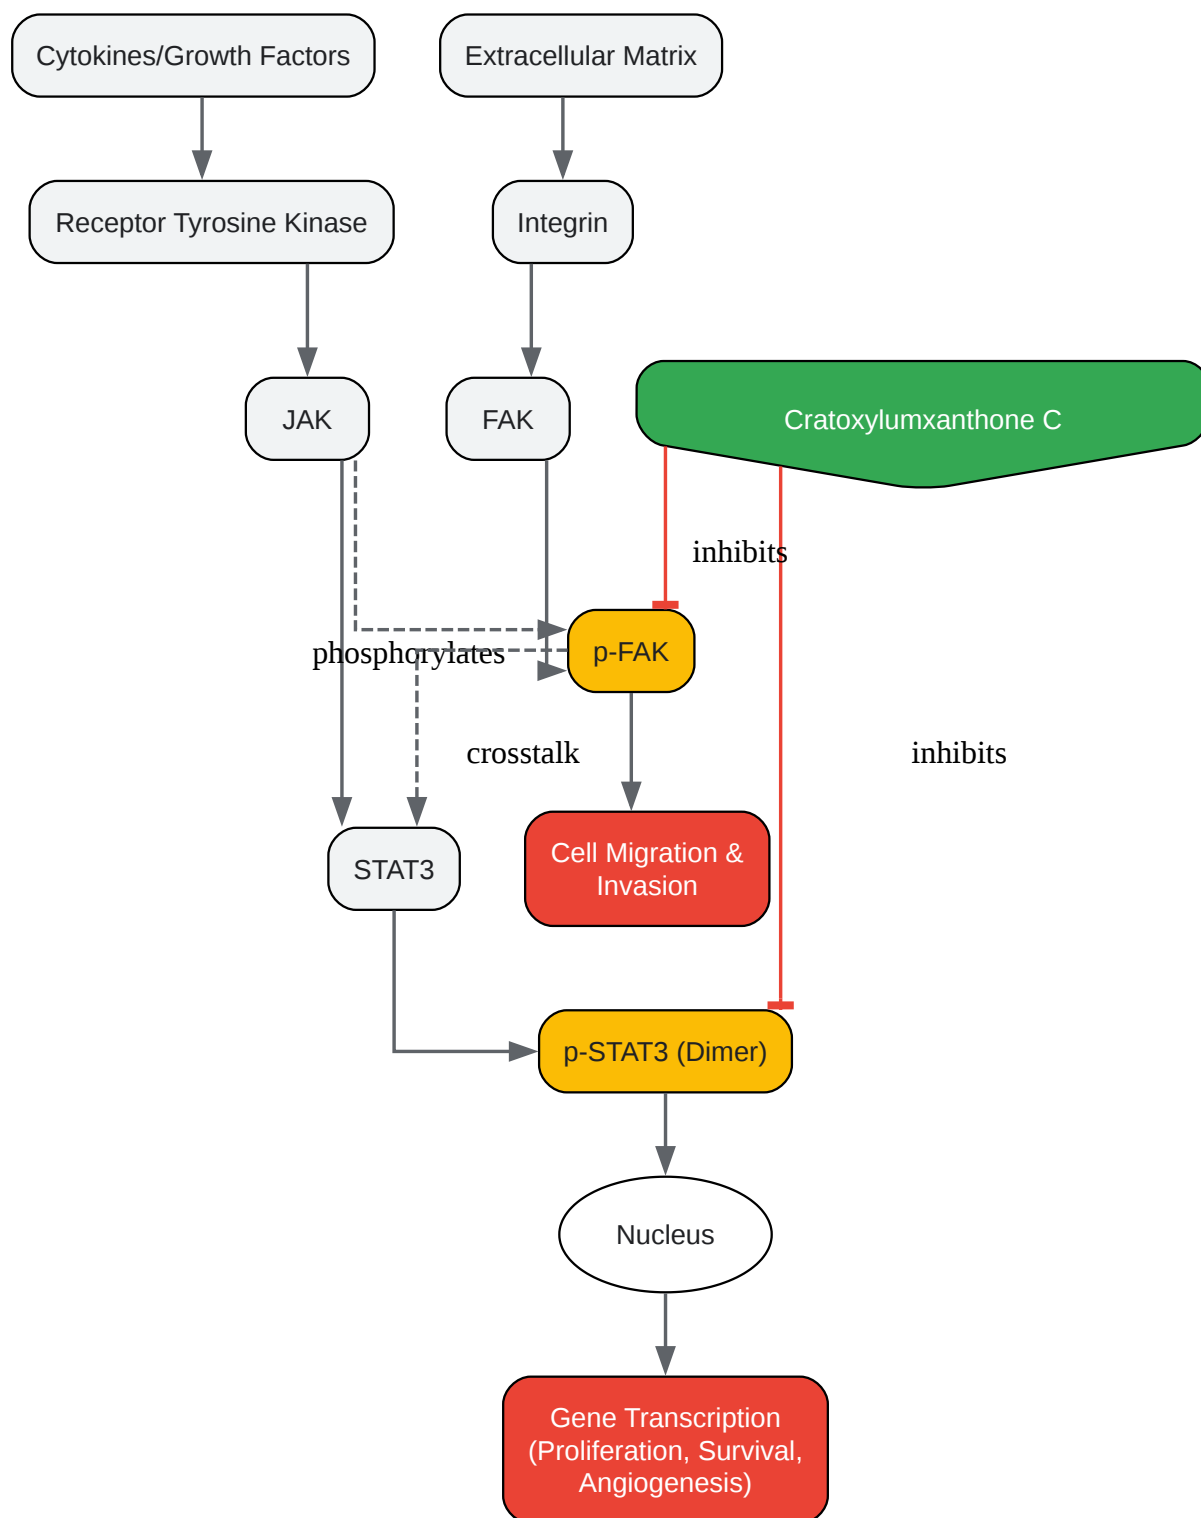 Cytokines/Growth Factors
Extracellular Matrix
Receptor Tyrosine Kinase
Integrin
JAK
FAK
Cratoxylumxanthone C
inhibits
phosphorylates
p-FAK
crosstalk
inhibits
Cell Migration &
Invasion
STAT3
p-STAT3 (Dimer)
Nucleus
Gene Transcription
(Proliferation, Survival,
Angiogenesis)